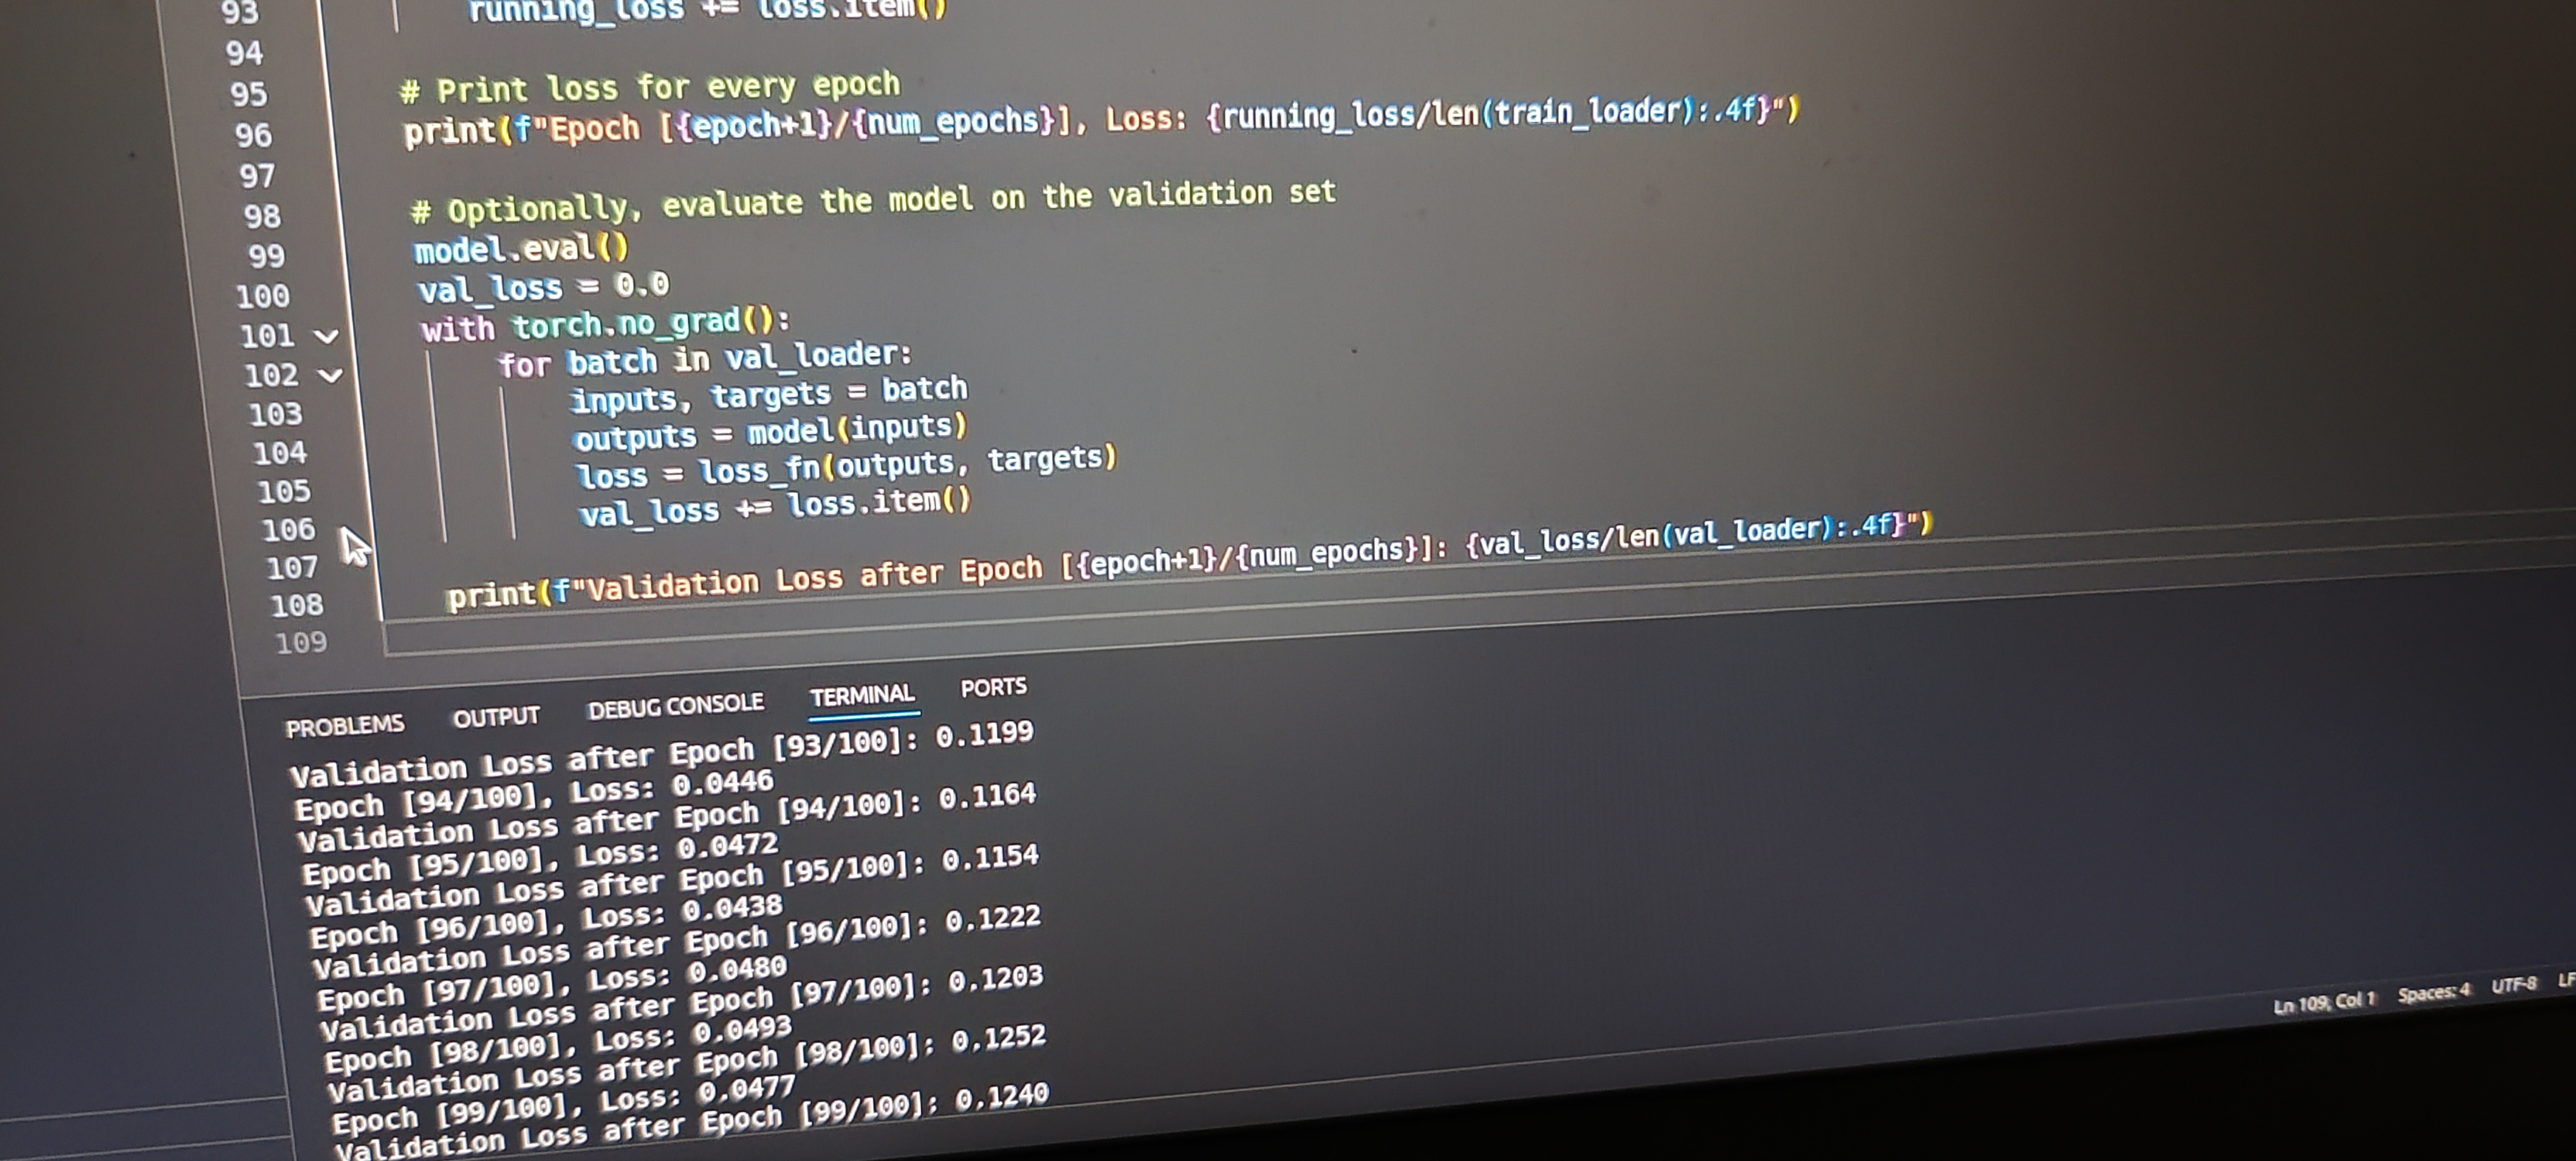 93 running_loss += loss.item()
94
95 # Print loss for every epoch
96 print(f"Epoch [{epoch+1}/{num_epochs}], Loss: {running_loss/len(train_loader):.4f}")
97
98 # Optionally, evaluate the model on the validation set
99 model.eval()
100 val_loss = 0.0
101 with torch.no_grad():
102 for batch in val_loader:
103 inputs, targets = batch
104 outputs = model(inputs)
105 loss = loss_fn(outputs, targets)
106 val_loss += loss.item()
107
108 print(f"Validation Loss after Epoch [{epoch+1}/{num_epochs}]: {val_loss/len(val_loader):.4f}")
109
PROBLEMS OUTPUT DEBUG CONSOLE TERMINAL PORTS
Validation Loss after Epoch [93/100]: 0.1199
Epoch [94/100], Loss: 0.0446
Validation Loss after Epoch [94/100]: 0.1164
Epoch [95/100], Loss: 0.0472
Validation Loss after Epoch [95/100]: 0.1154
Epoch [96/100], Loss: 0.0438
Validation Loss after Epoch [96/100]: 0.1222
Epoch [97/100], Loss: 0.0480
Validation Loss after Epoch [97/100]: 0.1203
Epoch [98/100], Loss: 0.0493
Validation Loss after Epoch [98/100]: 0.1252
Epoch [99/100], Loss: 0.0477
Validation Loss after Epoch [99/100]: 0.1240
Ln 109, Col 1 Spaces: 4 UTF-8 LF